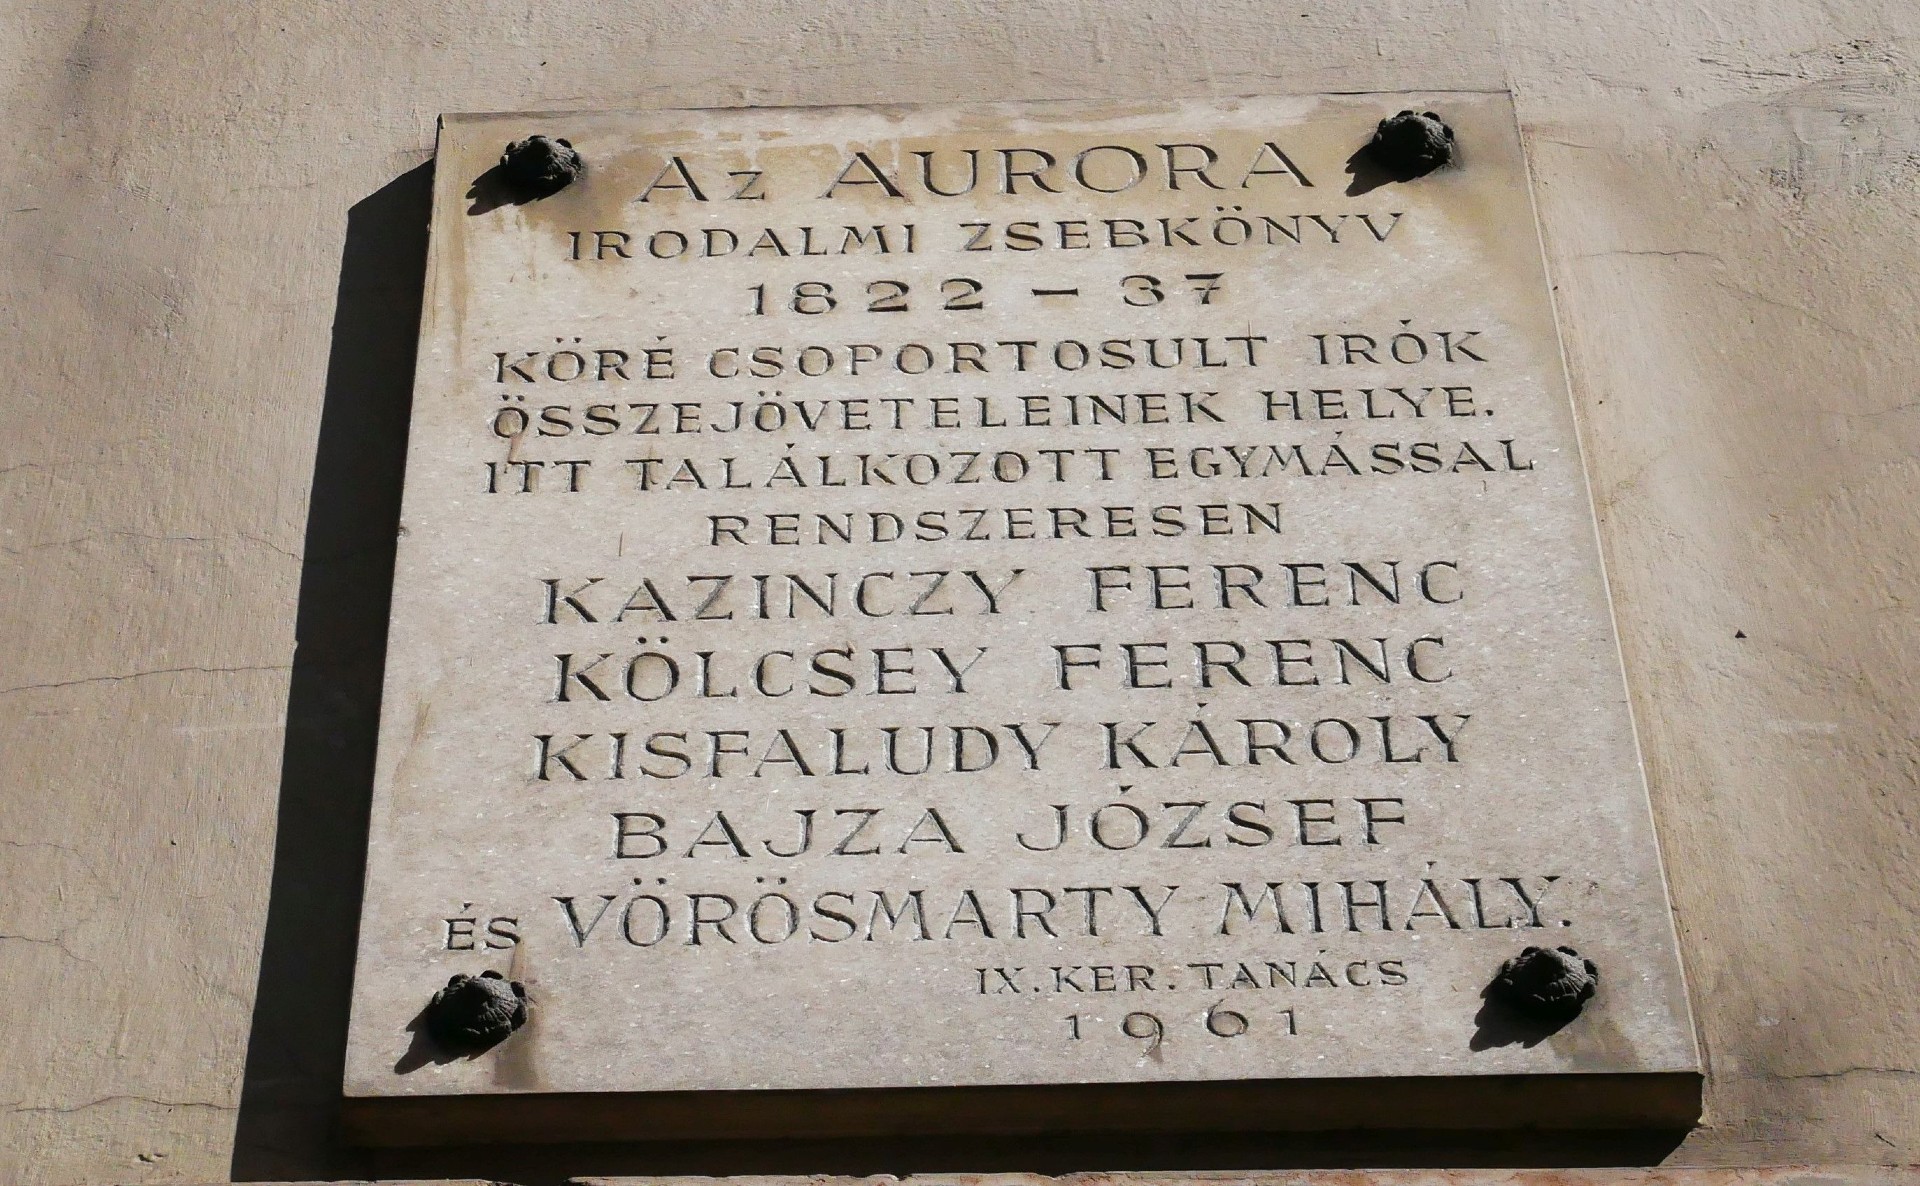 Az AURORA
IRODALMI ZSEBKÖNYV
1822 - 37
KÖRÉ CSOPORTOSULT IRÓK
ÖSSZEJÖVETELEINEK HELYE.
ITT TALÁLKOZOTT EGYMÁSSAL
RENDSZERESEN
KAZINCZY FERENC
KÖLCSEY FERENC
KISFALUDY KÁROLY
BAJZA JÓZSEF
ÉS VÖRÖSMARTY MIHÁLY.
IX. KER. TANÁCS
1961